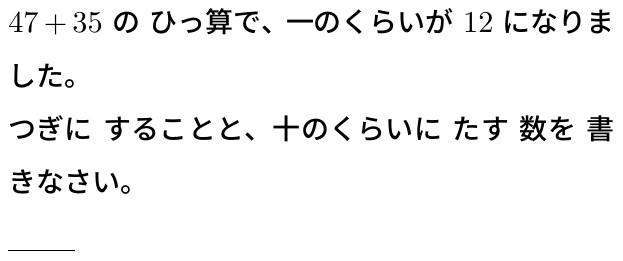 47 + 35 の ひっ算で、一のくらいが 12 になりま
した。
つぎに することと、十のくらいに たす 数を 書
きなさい。